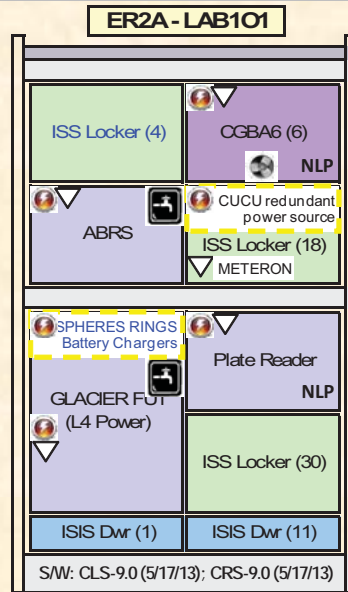 ER2A - LAB1O1
ISS Locker (4)
CGBA6 (6)
NLP
ABRS
CUCU redundant
power source
ISS Locker (18)
METERON
SPHERES RINGS
Battery Chargers
GLACIER FU1
(L4 Power)
Plate Reader
NLP
ISS Locker (30)
ISIS Dwr (1)
ISIS Dwr (11)
S/W: CLS-9.0 (5/17/13); CRS-9.0 (5/17/13)